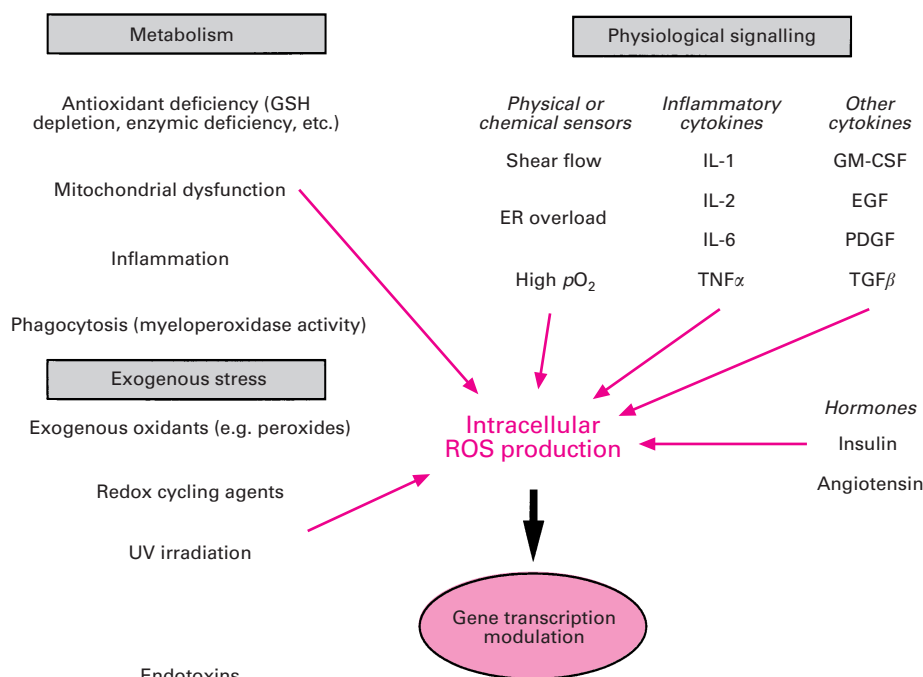 Metabolism
Antioxidant deficiency (GSH
depletion, enzymic deficiency, etc.)
Mitochondrial dysfunction
Inflammation
Phagocytosis (myeloperoxidase activity)
Exogenous stress
Exogenous oxidants (e.g. peroxides)
Redox cycling agents
UV irradiation
Endotoxins
Physiological signalling
Physical or
chemical sensors
Shear flow
ER overload
High pO₂
Inflammatory
cytokines
IL-1
IL-2
IL-6
TNFα
Other
cytokines
GM-CSF
EGF
PDGF
TGFβ
Hormones
Insulin
Angiotensin
Intracellular
ROS production
Gene transcription
modulation